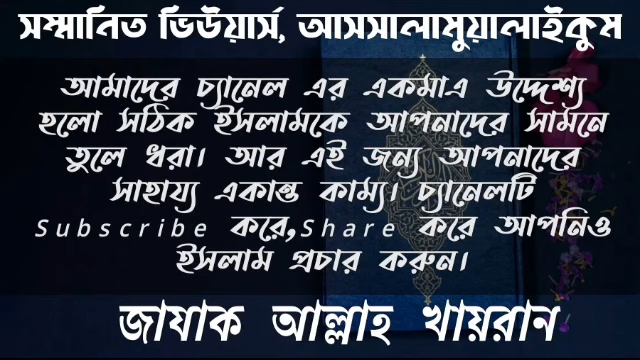 সম্মানিত ভিউয়ার্স, আসসালামুয়ালাইকুম
আমাদের চ্যানেল এর একমাএ উদ্দেশ্য
হলো সঠিক ইসলামকে আপনাদের সামনে
তুলে ধরা। আর এই জন্য আপনাদের
সাহায্য একান্ত কাম্য। চ্যানেলটি
Subscribe করে,Share করে আপনিও
ইসলাম প্রচার করুন।
জাযাক আল্লাহ খায়রান